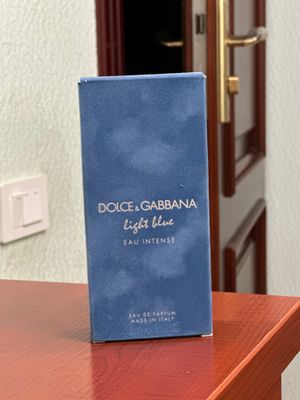 DOLCE & GABBANA
light blue
EAU INTENSE
EAU DE PARFUM
MADE IN ITALY